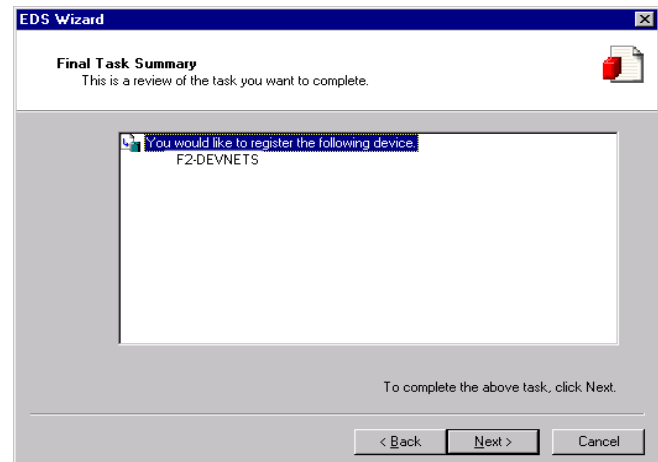 EDS Wizard
Final Task Summary
This is a review of the task you want to complete.
You would like to register the following device.
F2-DEVNETS
To complete the above task, click Next.
< Back Next > Cancel